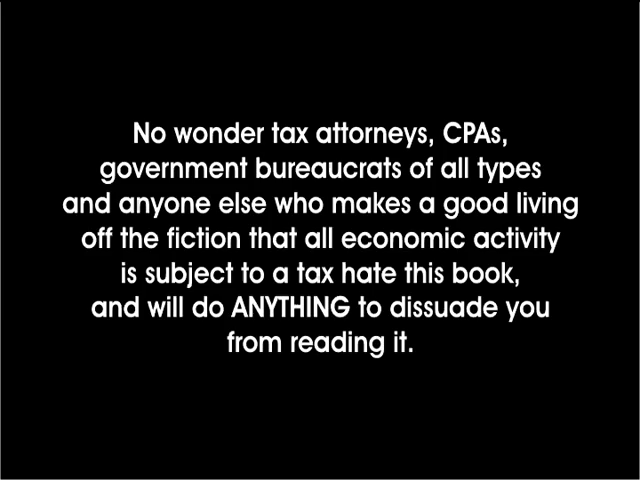 No wonder tax attorneys, CPAs,
government bureaucrats of all types
and anyone else who makes a good living
off the fiction that all economic activity
is subject to a tax hate this book,
and will do ANYTHING to dissuade you
from reading it.